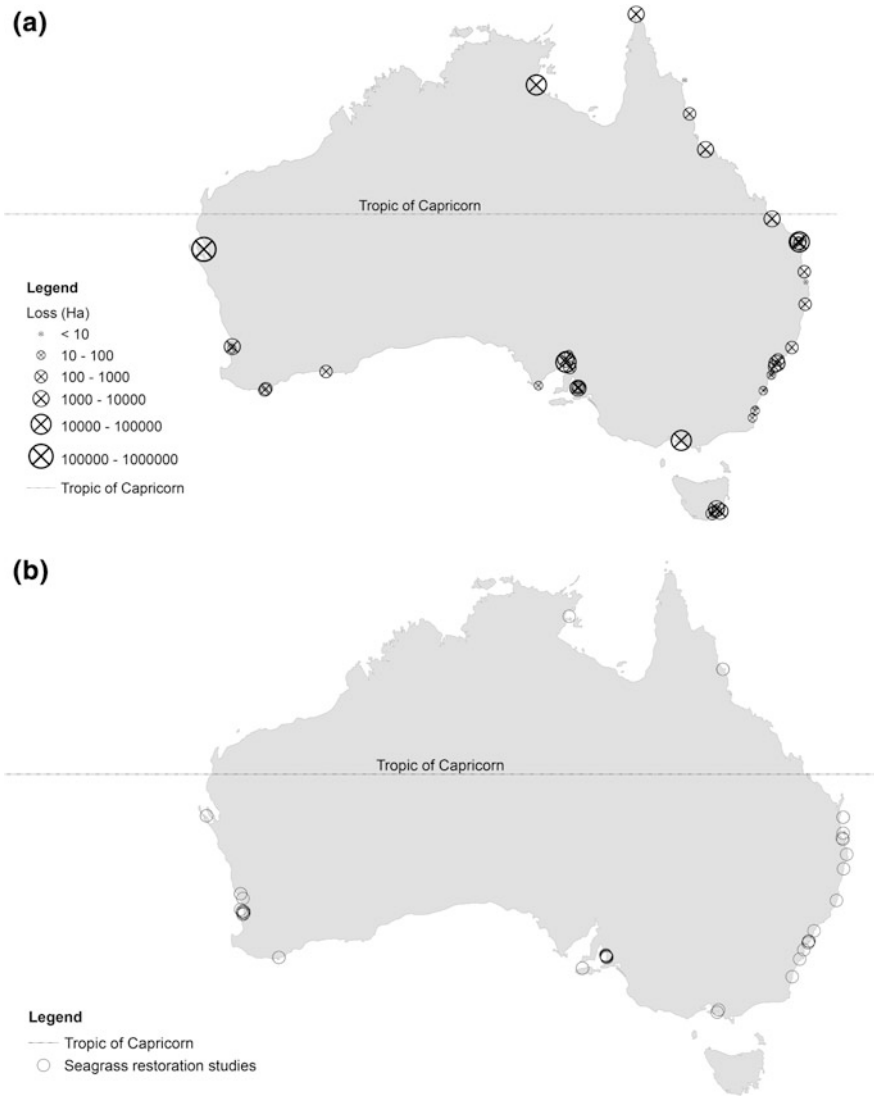 (a)
Tropic of Capricorn
Legend
Loss (Ha)
< 10
10 - 100
100 - 1000
1000 - 10000
10000 - 100000
100000 - 1000000
Tropic of Capricorn
(b)
Tropic of Capricorn
Legend
Tropic of Capricorn
Seagrass restoration studies